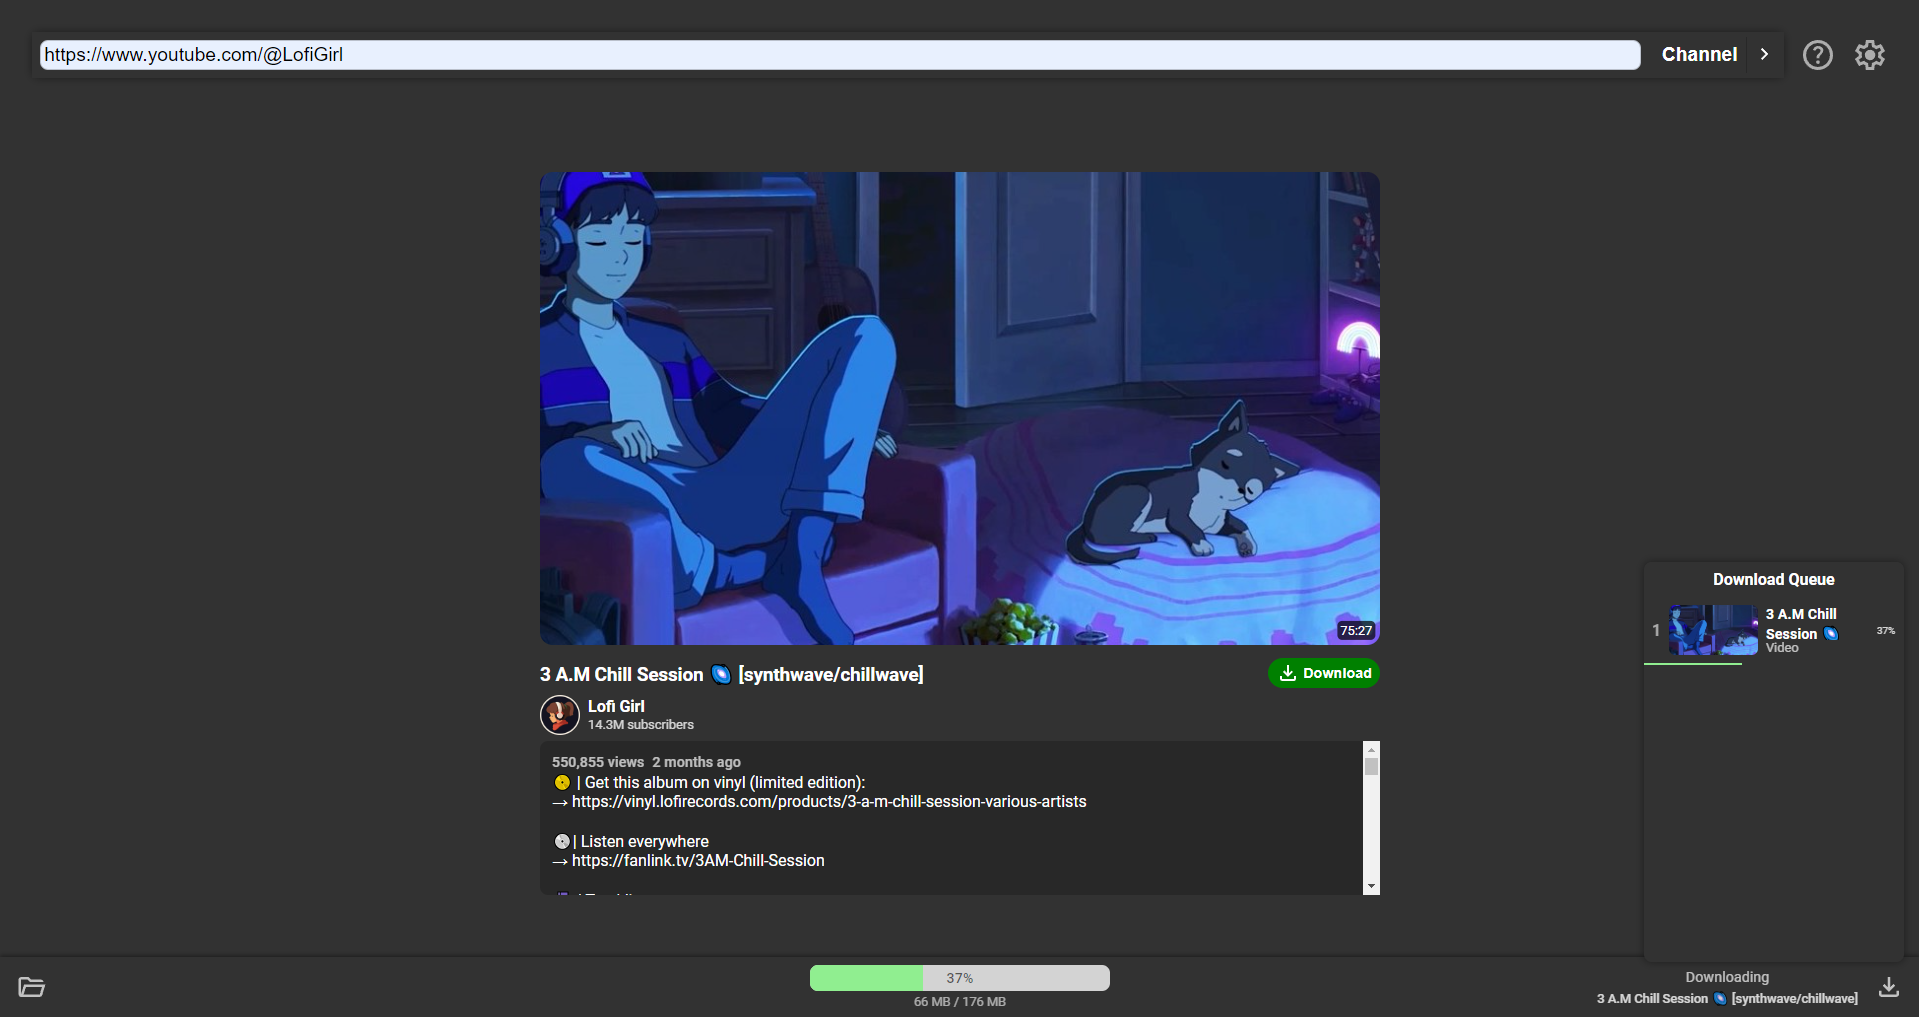 https://www.youtube.com/@LofiGirl
Channel
75:27
3 A.M Chill Session 🌌 [synthwave/chillwave]
Download
Lofi Girl
14.3M subscribers
550,855 views 2 months ago
| Get this album on vinyl (limited edition):
→ https://vinyl.lofirecords.com/products/3-a-m-chill-session-various-artists
| Listen everywhere
→ https://fanlink.tv/3AM-Chill-Session
Download Queue
1
3 A.M Chill
Session 🌌
Video
37%
37%
66 MB / 176 MB
Downloading
3 A.M Chill Session 🌌 [synthwave/chillwave]